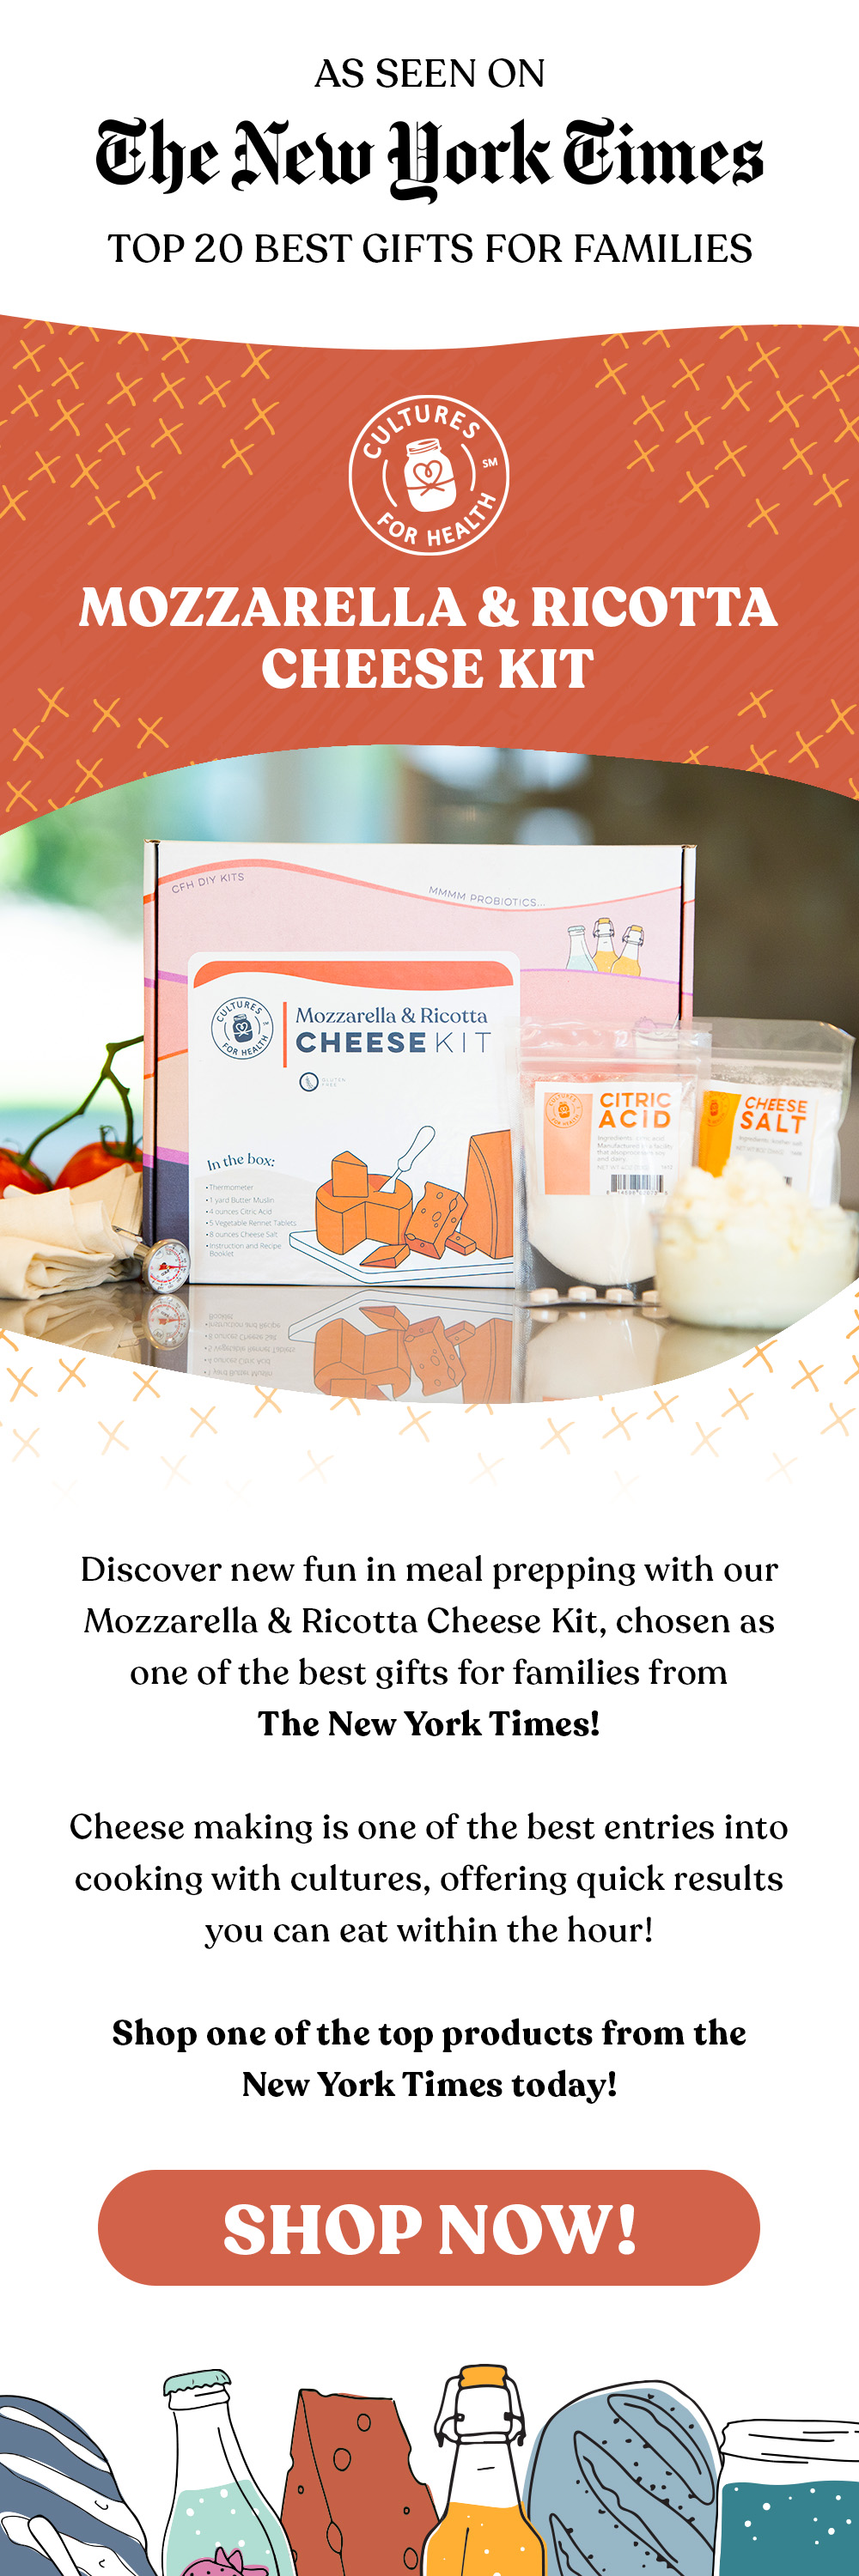 AS SEEN ON
The New York Times
TOP 20 BEST GIFTS FOR FAMILIES
CULTURES
FOR HEALTH
SM
MOZZARELLA & RICOTTA
CHEESE KIT
CFH DIY KITS
MMMM PROBIOTICS...
CULTURES
FOR HEALTH
Mozzarella & Ricotta
CHEESE KIT
GLUTEN
FREE
In the box:
• Thermometer
• 1 yard Butter Muslin
• 4 ounces Citric Acid
• 5 Vegetable Rennet Tablets
• 8 ounces Cheese Salt
• Instruction and Recipe
Booklet
CITRIC
ACID
CHEESE
SALT
Discover new fun in meal prepping with our
Mozzarella & Ricotta Cheese Kit, chosen as
one of the best gifts for families from
The New York Times!
Cheese making is one of the best entries into
cooking with cultures, offering quick results
you can eat within the hour!
Shop one of the top products from the
New York Times today!
SHOP NOW!